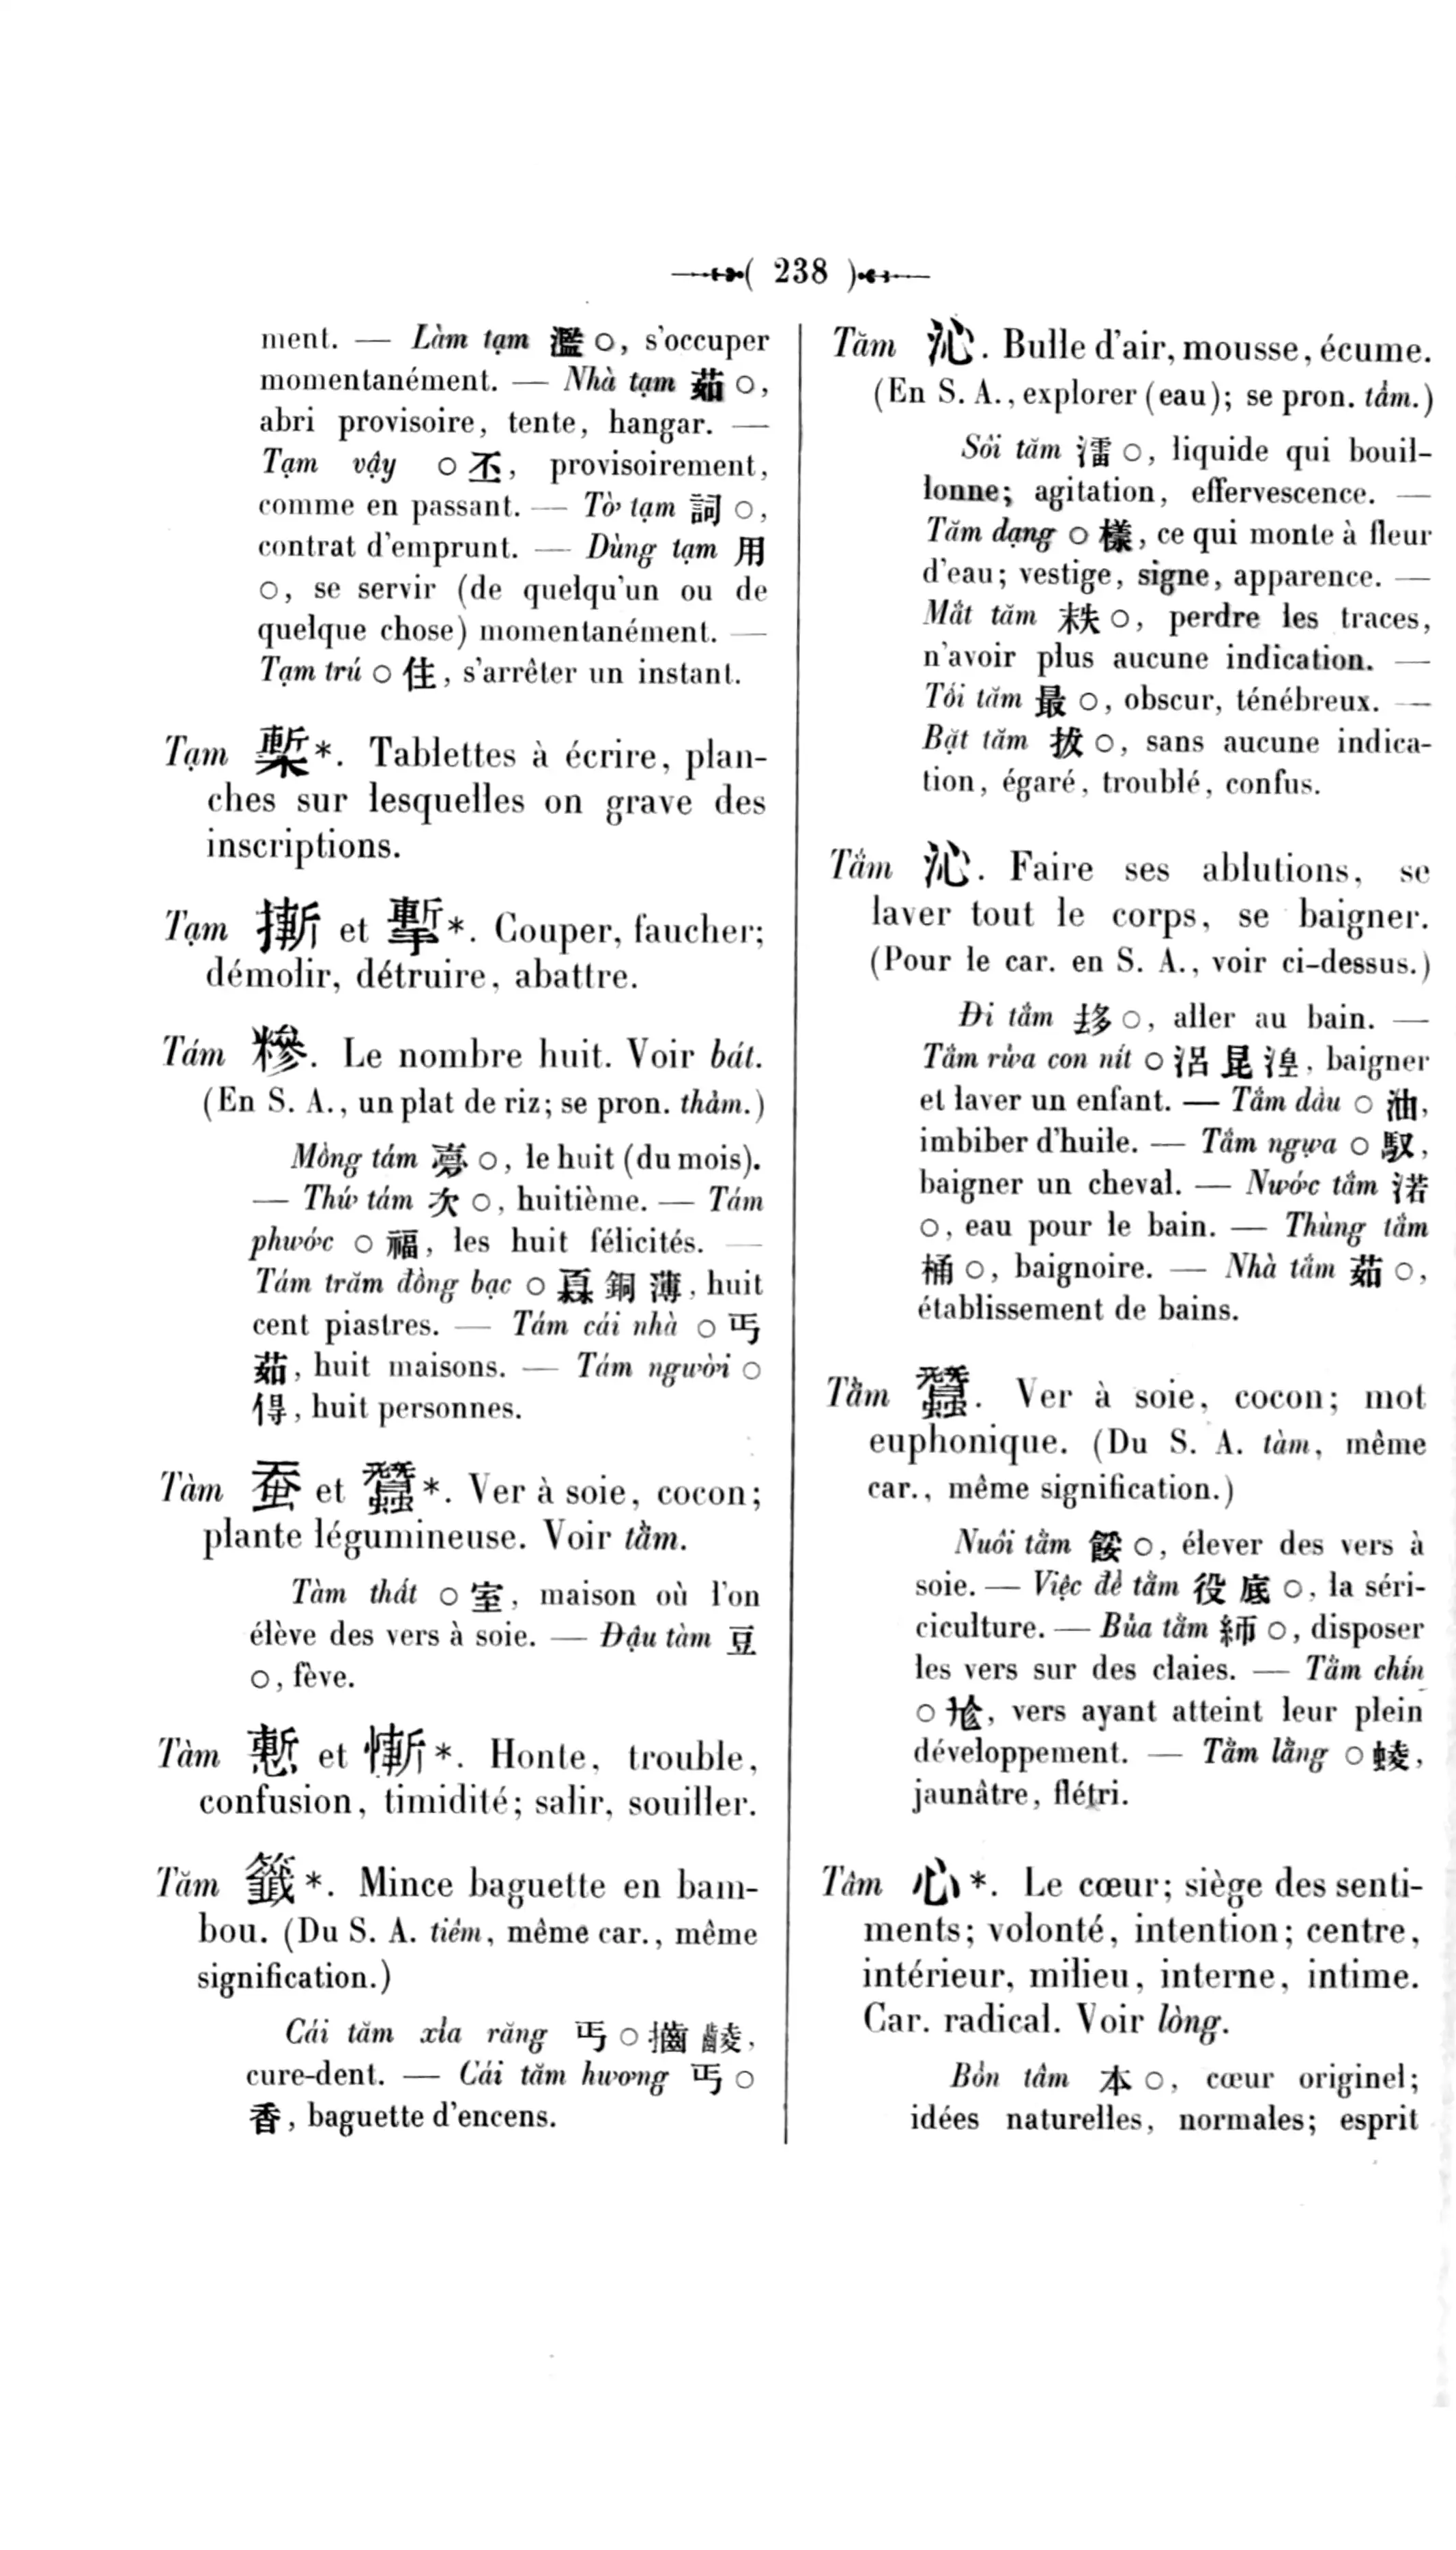 ( 238 )
ment. — Làm tạm 濫 ○, s'occuper
momentanément. — Nhà tạm 茹 ○,
abri provisoire, tente, hangar. —
Tạm vậy ○ 丕, provisoirement,
comme en passant. — Tờ tạm 詞 ○,
contrat d'emprunt. — Dùng tạm 用
○, se servir (de quelqu'un ou de
quelque chose) momentanément. —
Tạm trú ○ 住, s'arrêter un instant.
Tạm 槧*. Tablettes à écrire, plan-
ches sur lesquelles on grave des
inscriptions.
Tạm 摲 et 摮*. Couper, faucher;
démolir, détruire, abattre.
Tám 糝. Le nombre huit. Voir bát.
(En S. A., un plat de riz; se pron. thảm.)
Mồng tám 夢 ○, le huit (du mois).
— Thứ tám 次 ○, huitième. — Tám
phước ○ 福, les huit félicités. —
Tám trăm đồng bạc ○ 𤾓 銅 薄, huit
cent piastres. — Tám cái nhà ○ 丐
茹, huit maisons. — Tám người ○
得, huit personnes.
Tàm 蚕 et 蠶*. Ver à soie, cocon;
plante légumineuse. Voir tằm.
Tàm thất ○ 室, maison où l'on
élève des vers à soie. — Đậu tàm 豆
○, fève.
Tàm 慙 et 慚*. Honte, trouble,
confusion, timidité; salir, souiller.
Tăm 籤*. Mince baguette en bam-
bou. (Du S. A. tiêm, même car., même
signification.)
Cái tăm xỉa răng 丐 ○,
cure-dent. — Cái tăm hương 丐 ○
香, baguette d'encens.
Tăm 沁. Bulle d'air, mousse, écume.
(En S. A., explorer (eau); se pron. tẩm.)
Sôi tăm 㵢 ○, liquide qui bouil-
lonne; agitation, effervescence. —
Tăm dạng ○ 樣, ce qui monte à fleur
d'eau; vestige, signe, apparence. —
Mất tăm 𠅒 ○, perdre les traces,
n'avoir plus aucune indication. —
Tối tăm 最 ○, obscur, ténébreux. —
Bặt tăm 拔 ○, sans aucune indica-
tion, égaré, troublé, confus.
Tắm 沁. Faire ses ablutions, se
laver tout le corps, se baigner.
(Pour le car. en S. A., voir ci-dessus.)
Đi tắm 𠫾 ○, aller au bain. —
Tắm rửa con nít ○ 𣳮 昆 湼, baigner
et laver un enfant. — Tắm dầu ○ 油,
imbiber d'huile. — Tắm ngựa ○ 馭,
baigner un cheval. — Nước tắm 渃
○, eau pour le bain. — Thùng tắm
桶 ○, baignoire. — Nhà tắm 茹 ○,
établissement de bains.
Tằm 蠶. Ver à soie, cocon; mot
euphonique. (Du S. A. tàm, même
car., même signification.)
Nuôi tằm 餒 ○, élever des vers à
soie. — Việc để tằm 役 底 ○, la séri-
ciculture. — Bủa tằm ○, disposer
les vers sur des claies. — Tằm chín
○, vers ayant atteint leur plein
développement. — Tằm lằng ○,
jaunâtre, flétri.
Tâm 心*. Le cœur; siège des senti-
ments; volonté, intention; centre,
intérieur, milieu, interne, intime.
Car. radical. Voir lòng.
Bổn tâm 本 ○, cœur originel;
idées naturelles, normales; esprit